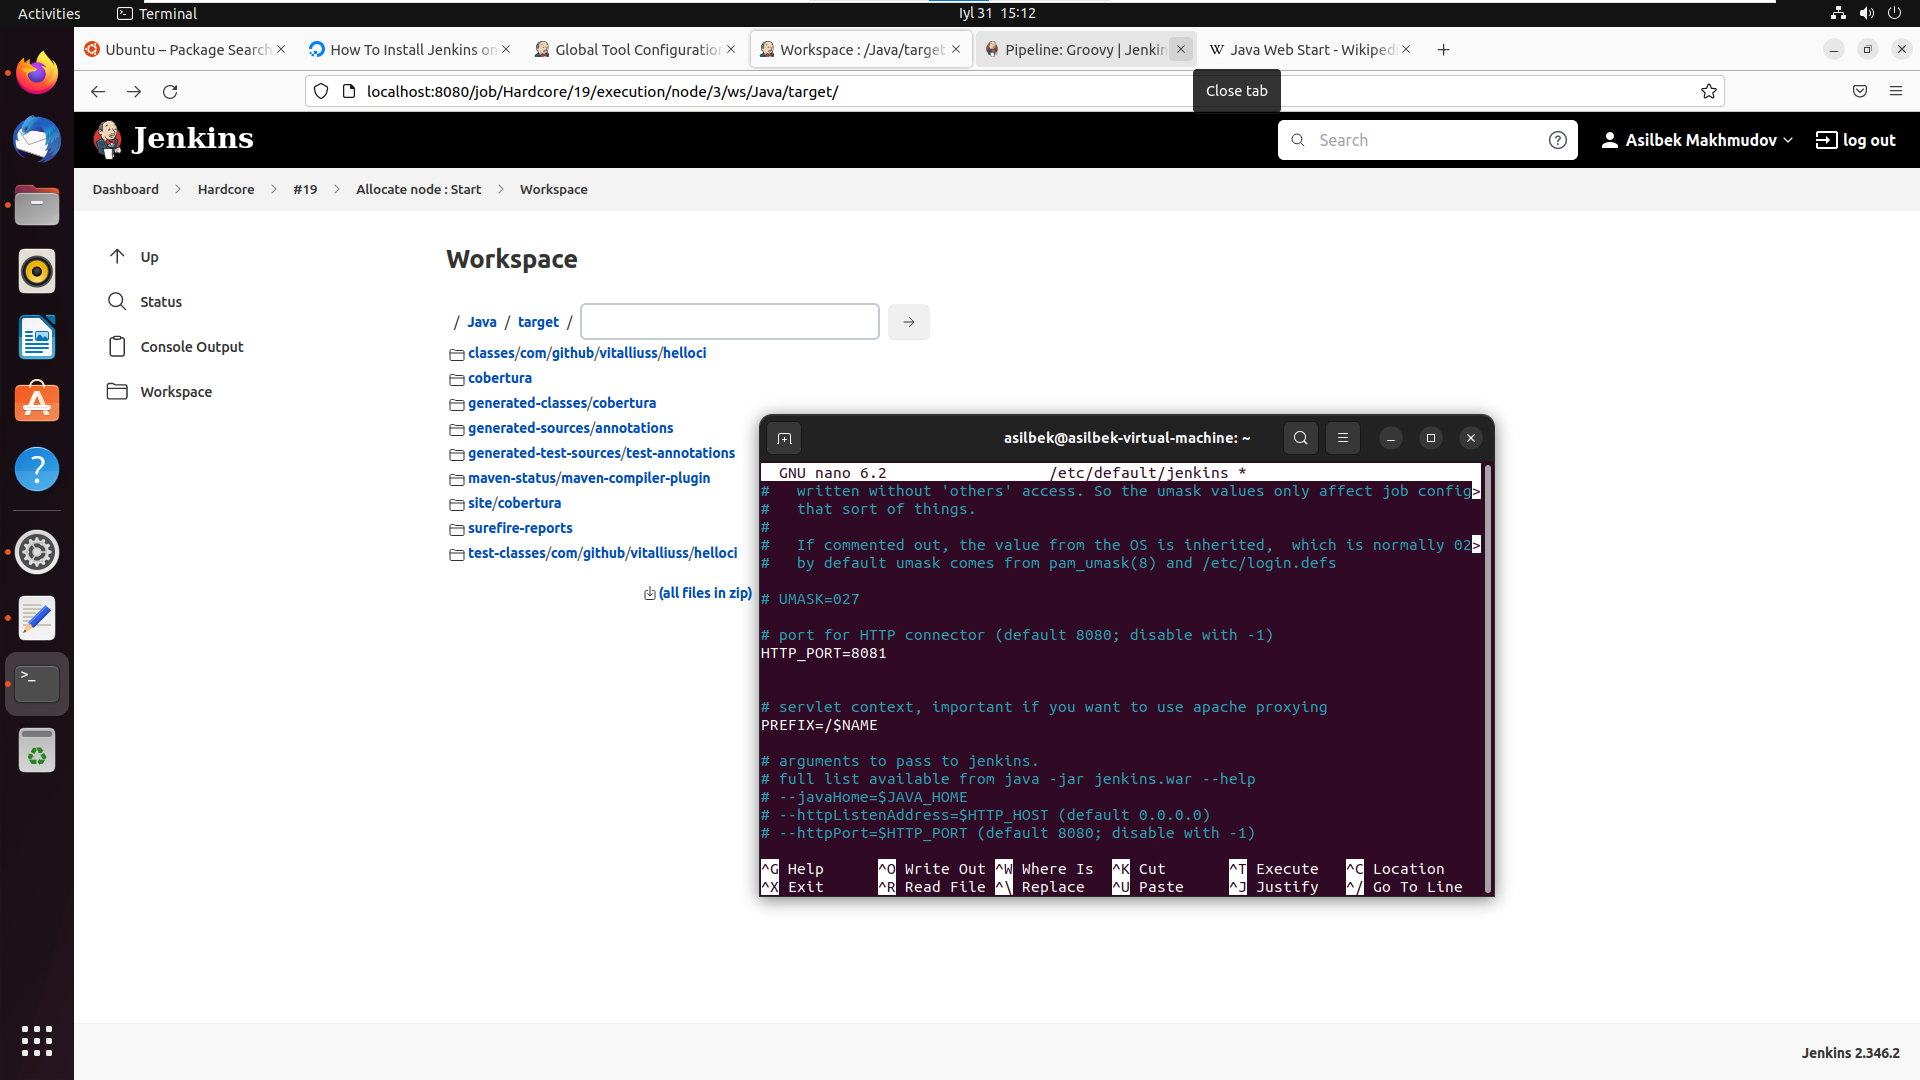 Activities
Terminal
Iyl 31 15:12
Ubuntu – Package Search
How To Install Jenkins on
Global Tool Configuration
Workspace : /Java/target
Pipeline: Groovy | Jenkin
Java Web Start - Wikipedi
localhost:8080/job/Hardcore/19/execution/node/3/ws/Java/target/
Close tab
Jenkins
Search
Asilbek Makhmudov
log out
Dashboard
Hardcore
#19
Allocate node : Start
Workspace
Up
Status
Console Output
Workspace
Workspace
/ Java / target /
classes/com/github/vitalliuss/helloci
cobertura
generated-classes/cobertura
generated-sources/annotations
generated-test-sources/test-annotations
maven-status/maven-compiler-plugin
site/cobertura
surefire-reports
test-classes/com/github/vitalliuss/helloci
(all files in zip)
asilbek@asilbek-virtual-machine: ~
GNU nano 6.2 /etc/default/jenkins *
# written without 'others' access. So the umask values only affect job config>
# that sort of things.
#
# If commented out, the value from the OS is inherited, which is normally 02>
# by default umask comes from pam_umask(8) and /etc/login.defs
# UMASK=027
# port for HTTP connector (default 8080; disable with -1)
HTTP_PORT=8081
# servlet context, important if you want to use apache proxying
PREFIX=/$NAME
# arguments to pass to jenkins.
# full list available from java -jar jenkins.war --help
# --javaHome=$JAVA_HOME
# --httpListenAddress=$HTTP_HOST (default 0.0.0.0)
# --httpPort=$HTTP_PORT (default 8080; disable with -1)
^G Help ^O Write Out ^W Where Is ^K Cut ^T Execute ^C Location
^X Exit ^R Read File ^\ Replace ^U Paste ^J Justify ^/ Go To Line
Jenkins 2.346.2